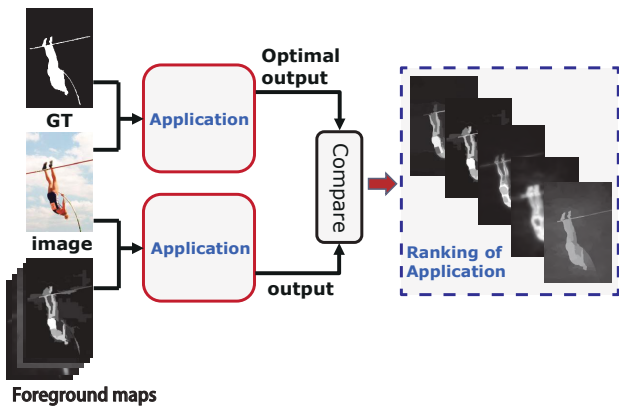 Optimal
output
GT
Application
Compare
image
Application
Ranking of
Application
output
Foreground maps